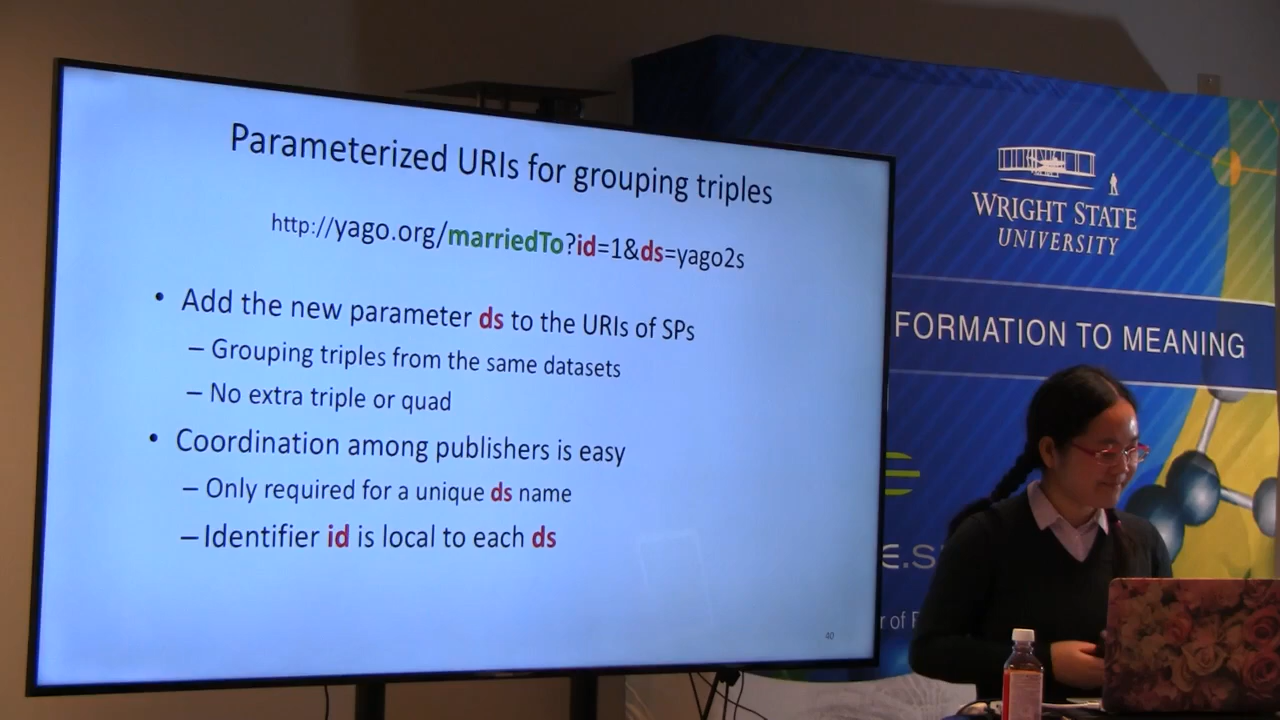 Parameterized URIs for grouping triples
http://yago.org/marriedTo?id=1&ds=yago2s
• Add the new parameter ds to the URIs of SPs
– Grouping triples from the same datasets
– No extra triple or quad
• Coordination among publishers is easy
– Only required for a unique ds name
– Identifier id is local to each ds
40
WRIGHT STATE
UNIVERSITY
FORMATION TO MEANING